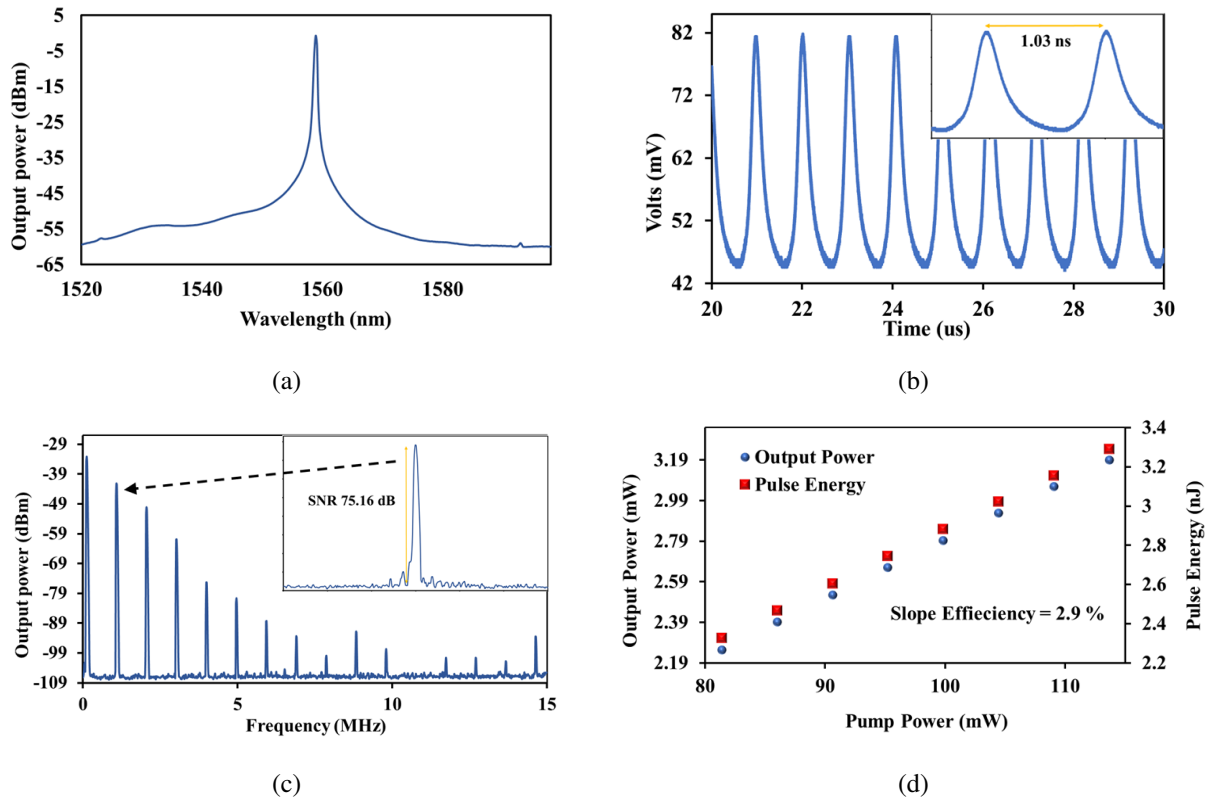 5
-5
-15
-25
-35
-45
-55
-65
Output power (dBm)
1520
1540
1560
1580
Wavelength (nm)
(a)
82
72
62
52
42
Volts (mV)
1.03 ns
20
22
24
26
28
30
Time (us)
(b)
-29
-39
-49
-59
-69
-79
-89
-99
-109
Output power (dBm)
SNR 75.16 dB
0
5
10
15
Frequency (MHz)
(c)
3.19
2.99
2.79
2.59
2.39
2.19
Output Power (mW)
Output Power
Pulse Energy
Slope Effieciency = 2.9 %
3.4
3.2
3
2.8
2.6
2.4
2.2
Pulse Energy (nJ)
80
90
100
110
Pump Power (mW)
(d)